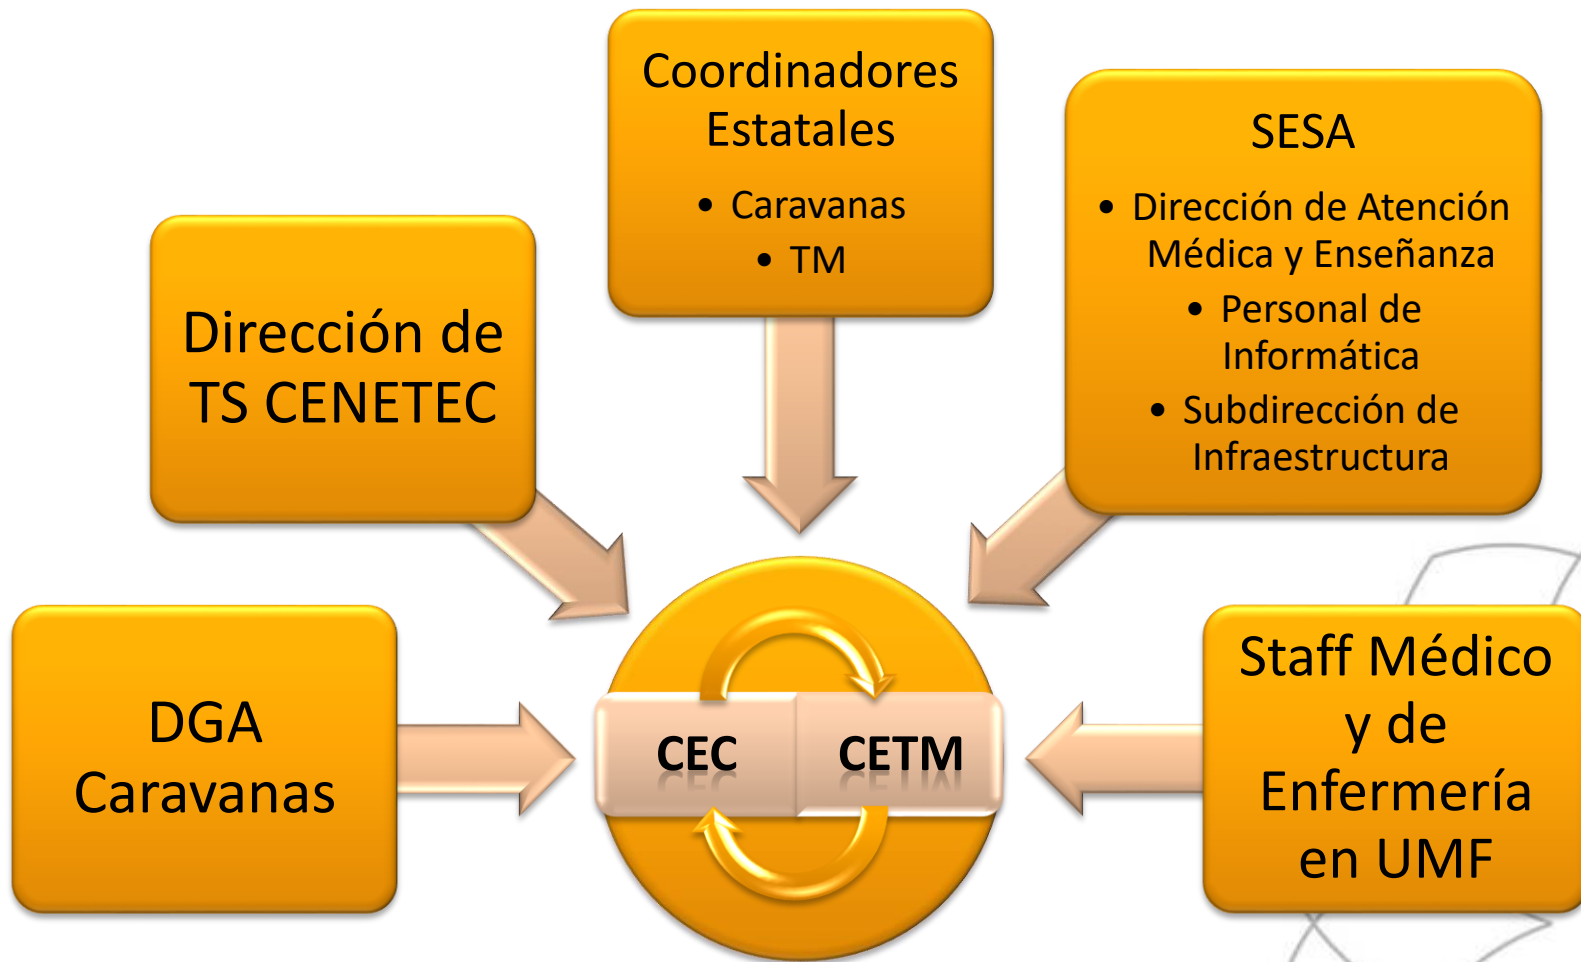 Coordinadores
Estatales
• Caravanas
• TM
SESA
• Dirección de Atención
Médica y Enseñanza
• Personal de
Informática
• Subdirección de
Infraestructura
Dirección de
TS CENETEC
DGA
Caravanas
CEC
CETM
Staff Médico
y de
Enfermería
en UMF